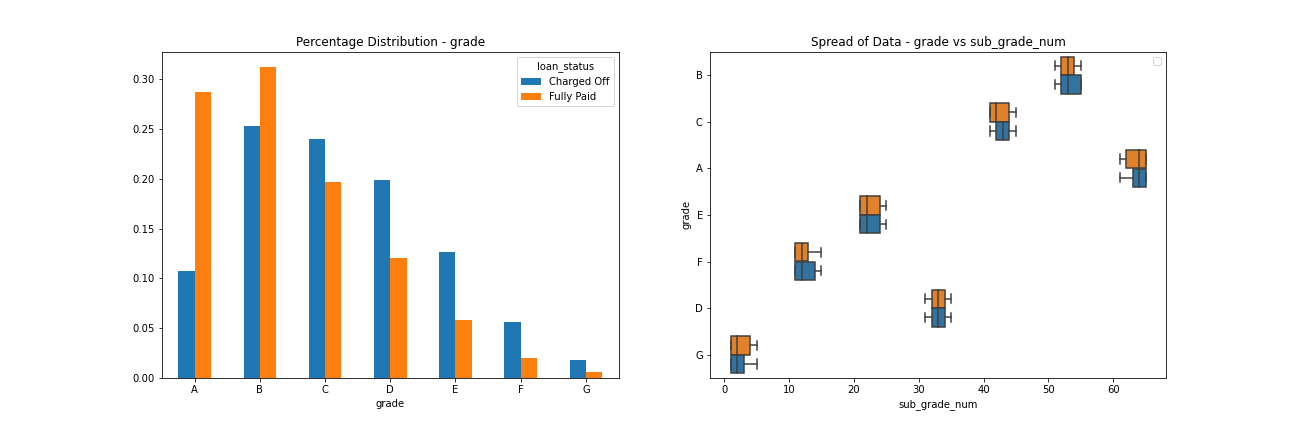 Percentage Distribution - grade
loan_status
Charged Off
Fully Paid
0.30
0.25
0.20
0.15
0.10
0.05
0.00
A B C D E F G
grade
Spread of Data - grade vs sub_grade_num
grade
B
C
A
E
F
D
G
0 10 20 30 40 50 60
sub_grade_num